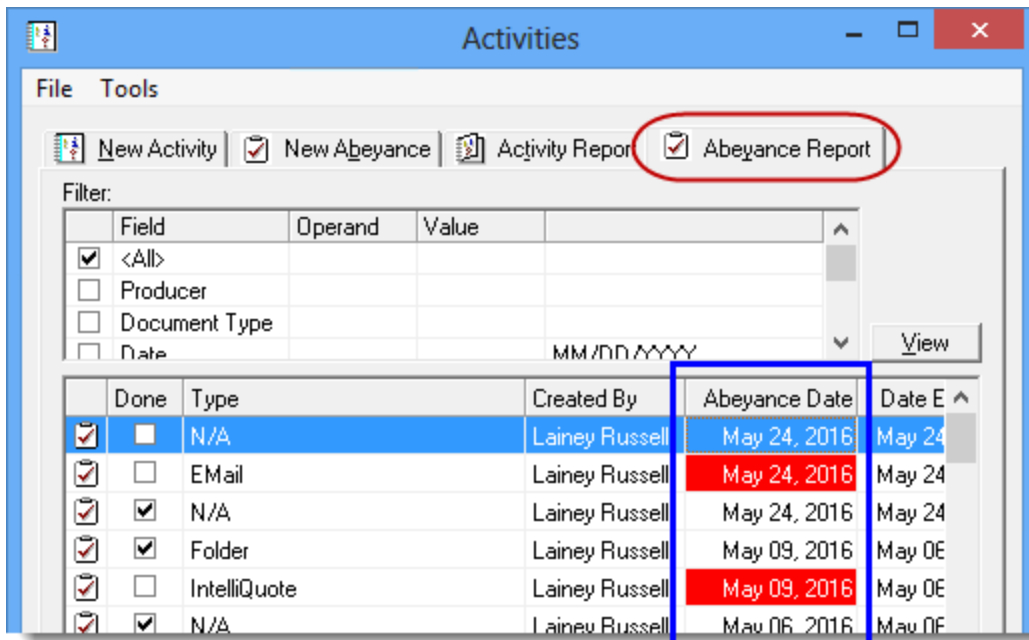 Activities
File Tools
New Activity New Abeyance Activity Report Abeyance Report
Filter:
Field Operand Value
<All>
Producer
Document Type
Date MM/DD/YYYY
View
Done Type Created By Abeyance Date Date E
N/A Lainey Russell May 24, 2016 May 24
EMail Lainey Russell May 24, 2016 May 24
N/A Lainey Russell May 24, 2016 May 24
Folder Lainey Russell May 09, 2016 May 06
IntelliQuote Lainey Russell May 09, 2016 May 06
N/A Lainey Russell May 06, 2016 May 06